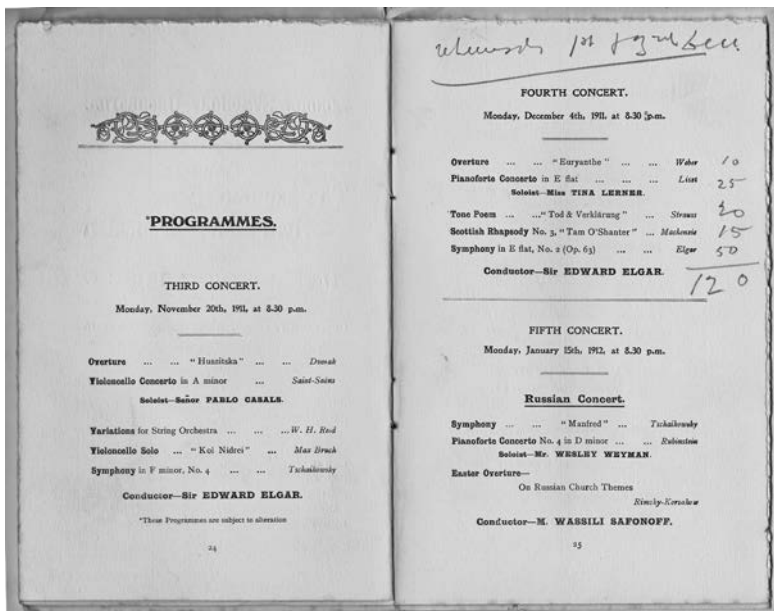 *PROGRAMMES.
THIRD CONCERT.
Monday, November 20th, 1911, at 8.30 p.m.
Overture ... ... "Huszitska" ... ... Dvorak
Violoncello Concerto in A minor ... Saint-Saëns
Soloist—Señor PABLO CASALS.
Variations for String Orchestra ... ... ... W. H. Reed
Violoncello Solo ... "Kol Nidrei" ... Max Bruch
Symphony in F minor, No. 4 ... ... Tschaikowsky
Conductor—Sir EDWARD ELGAR.
*These Programmes are subject to alteration
24
1st & 3rd Dec
FOURTH CONCERT.
Monday, December 4th, 1911, at 8.30 p.m.
Overture ... ... "Euryanthe" ... ... Weber 10
Pianoforte Concerto in E flat ... ... ... Liszt 25
Soloist—Miss TINA LERNER.
Tone Poem ... ..."Tod & Verklärung" ... Strauss 20
Scottish Rhapsody No. 3, "Tam O'Shanter" ... Mackenzie 15
Symphony in E flat, No. 2 (Op. 63) ... ... Elgar 50
Conductor—Sir EDWARD ELGAR.
120
FIFTH CONCERT.
Monday, January 15th, 1912, at 8.30 p.m.
Russian Concert.
Symphony ... ... "Manfred" ... Tschaikowsky
Pianoforte Concerto No. 4 in D minor ... ... Rubinstein
Soloist—Mr. WESLEY WEYMAN.
Easter Overture—
On Russian Church Themes
Rimsky-Korsakow
Conductor—M. WASSILI SAFONOFF.
25